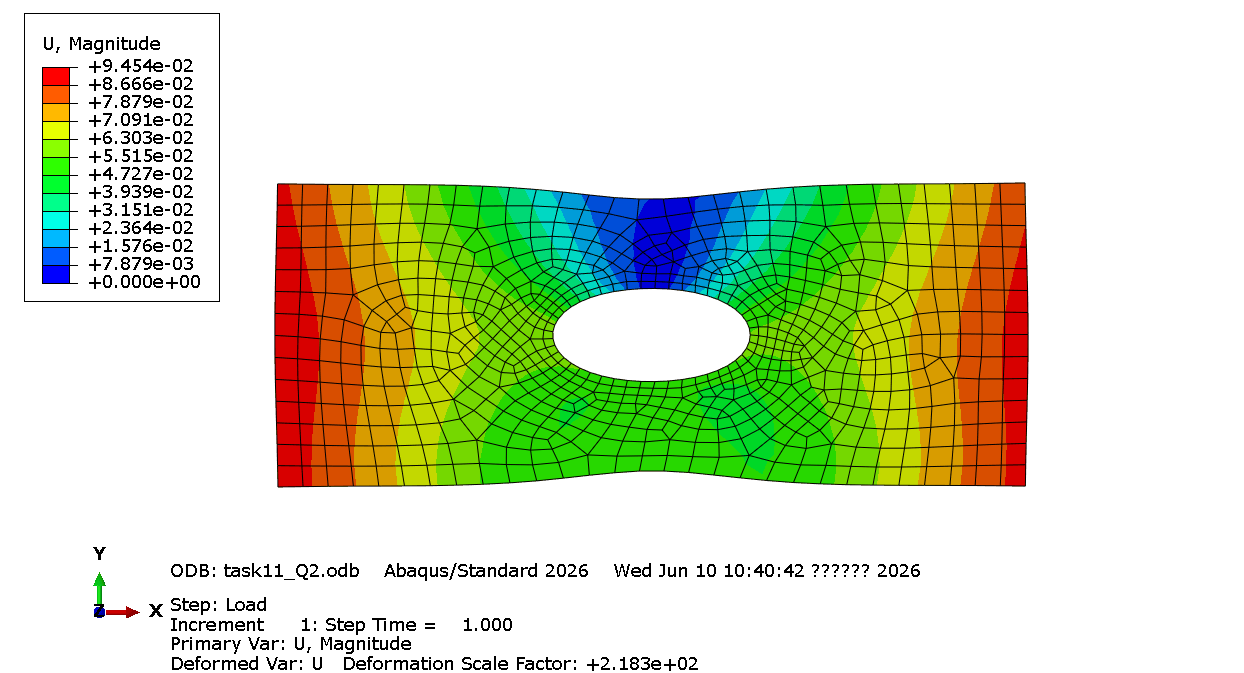 U, Magnitude
+9.454e-02
+8.666e-02
+7.879e-02
+7.091e-02
+6.303e-02
+5.515e-02
+4.727e-02
+3.939e-02
+3.151e-02
+2.364e-02
+1.576e-02
+7.879e-03
+0.000e+00
Y
Z X
ODB: task11_Q2.odb Abaqus/Standard 2026 Wed Jun 10 10:40:42 ?????? 2026
Step: Load
Increment 1: Step Time = 1.000
Primary Var: U, Magnitude
Deformed Var: U Deformation Scale Factor: +2.183e+02